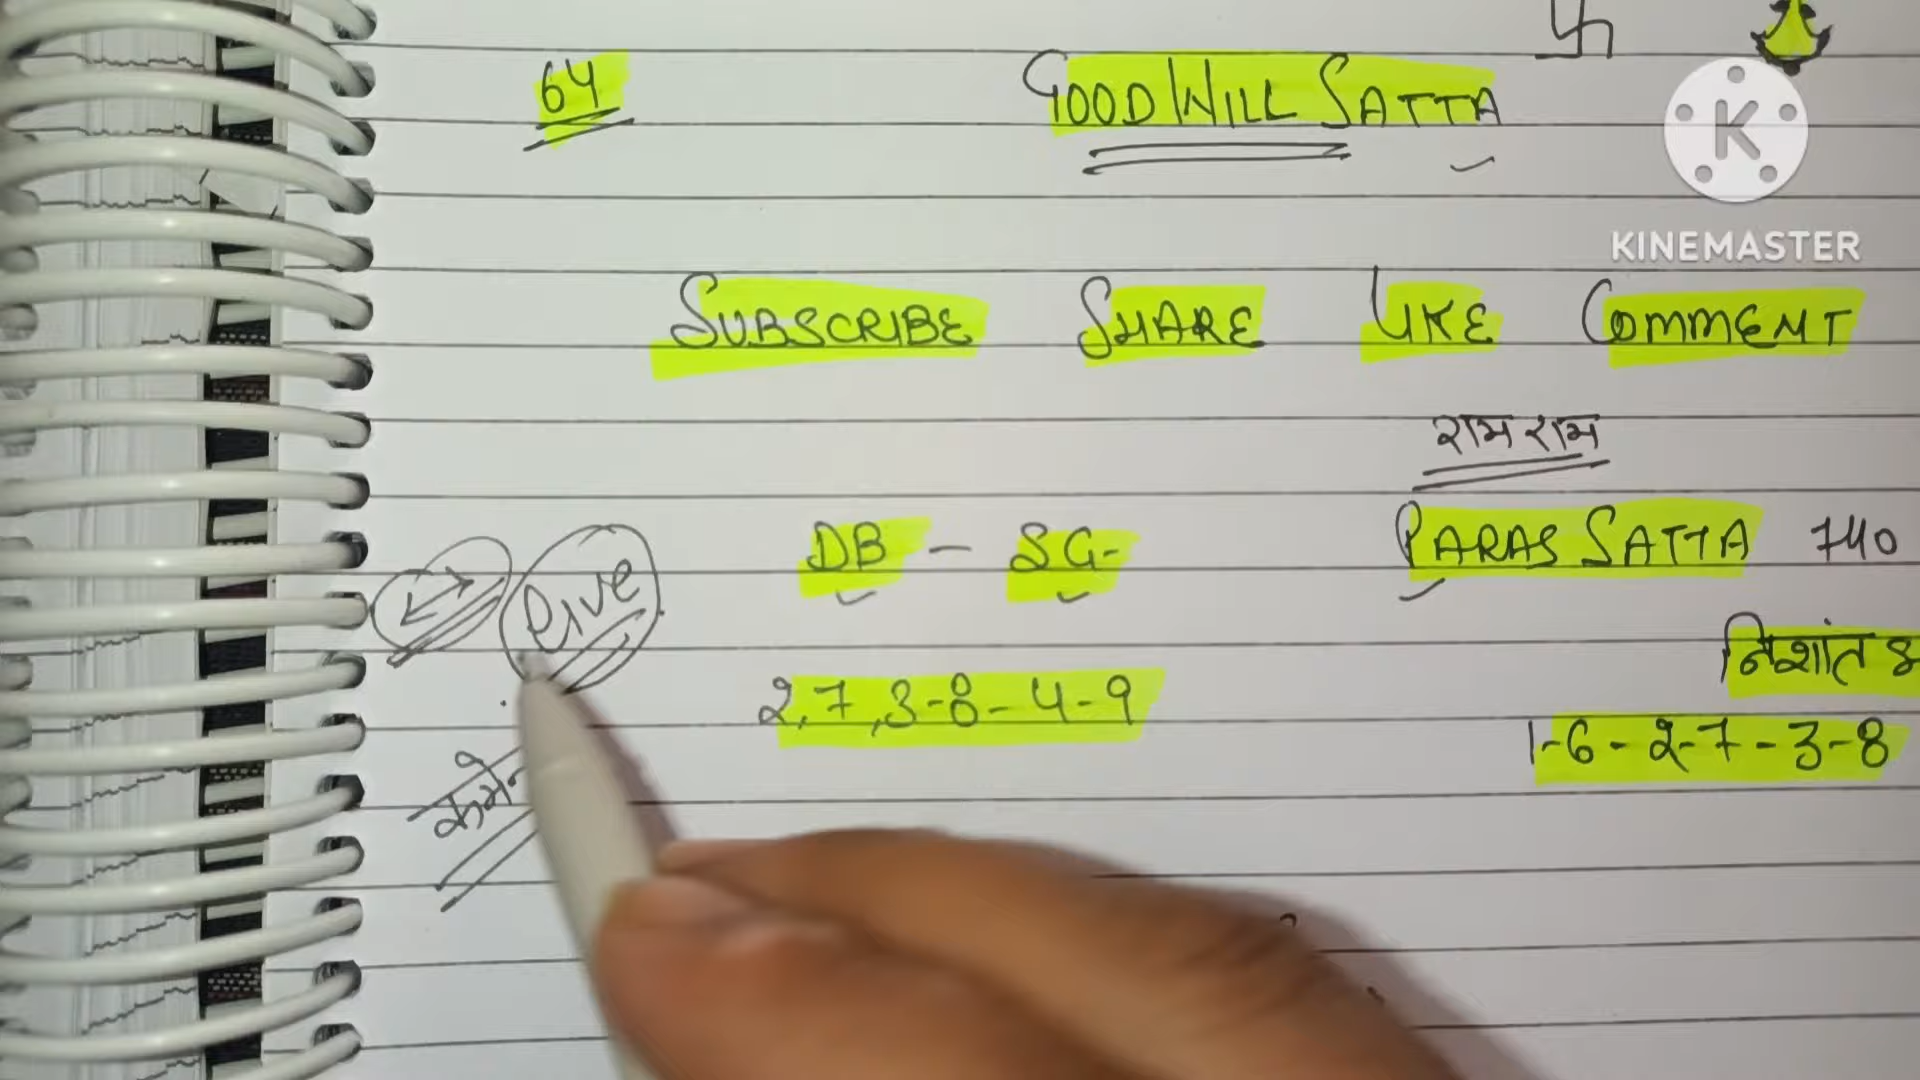 64 GOODWILL SATTA
KINEMASTER
SUBSCRIBE SHARE LIKE COMMENT
राम राम
DB - SG- PARAS SATTA 740
live
निशांत
2,7,3-8-4-9
1-6-2-7-3-8